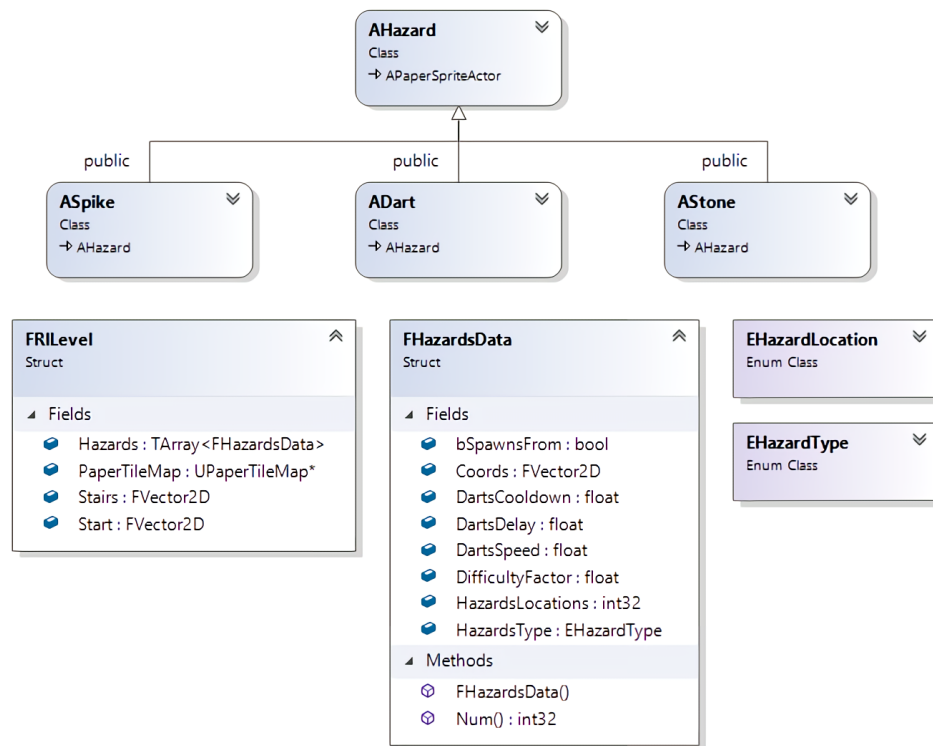 AHazard
Class
APaperSpriteActor
public
public
public
ASpike
Class
AHazard
ADart
Class
AHazard
AStone
Class
AHazard
FRILevel
Struct
Fields
Hazards : TArray<FHazardsData>
PaperTileMap : UPaperTileMap*
Stairs : FVector2D
Start : FVector2D
FHazardsData
Struct
Fields
bSpawnsFrom : bool
Coords : FVector2D
DartsCooldown : float
DartsDelay : float
DartsSpeed : float
DifficultyFactor : float
HazardsLocations : int32
HazardsType : EHazardType
Methods
FHazardsData()
Num() : int32
EHazardLocation
Enum Class
EHazardType
Enum Class